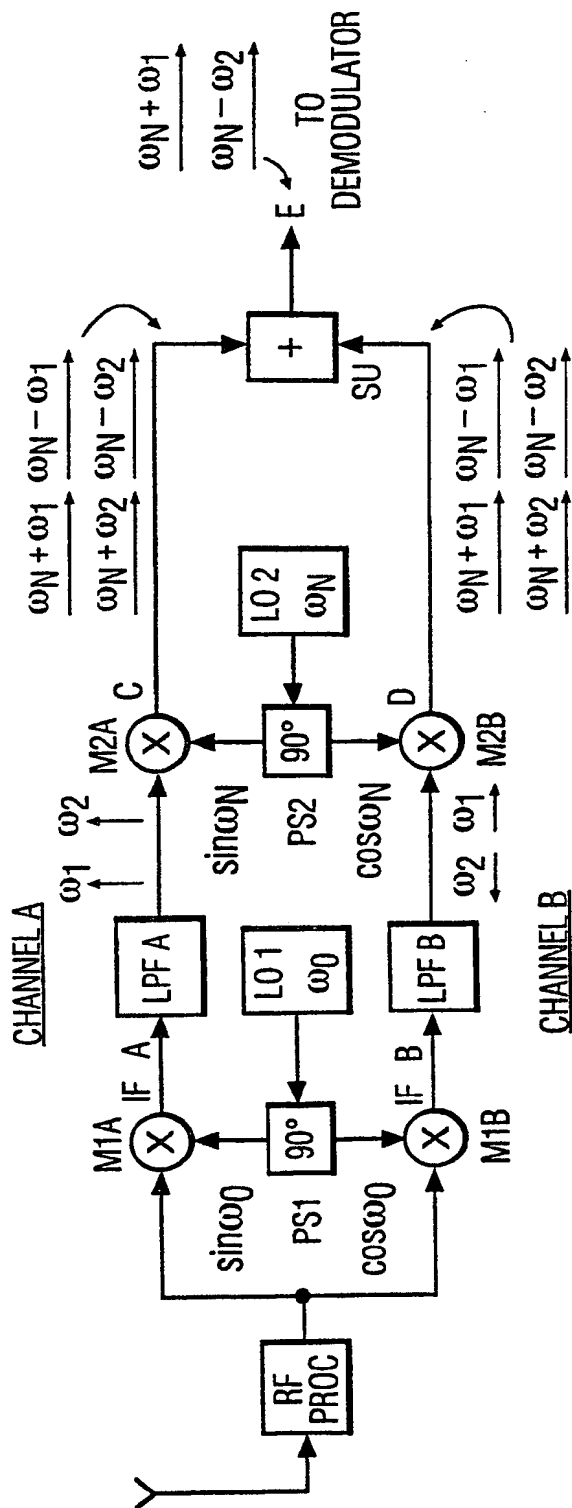 CHANNEL A
RF PROC
M1A
IF A
sinω0
PS1
90°
cosω0
LO 1 ω0
IF B
M1B
LPF A
LPF B
ω1 ω2
ω2 ω1
M2A
C
sinωN
PS2
90°
cosωN
LO 2 ωN
D
M2B
ωN + ω1 ωN − ω1
ωN + ω2 ωN − ω2
+
SU
ωN + ω1 ωN − ω1
ωN + ω2 ωN − ω2
E
ωN + ω1
ωN − ω2
TO
DEMODULATOR
CHANNEL B